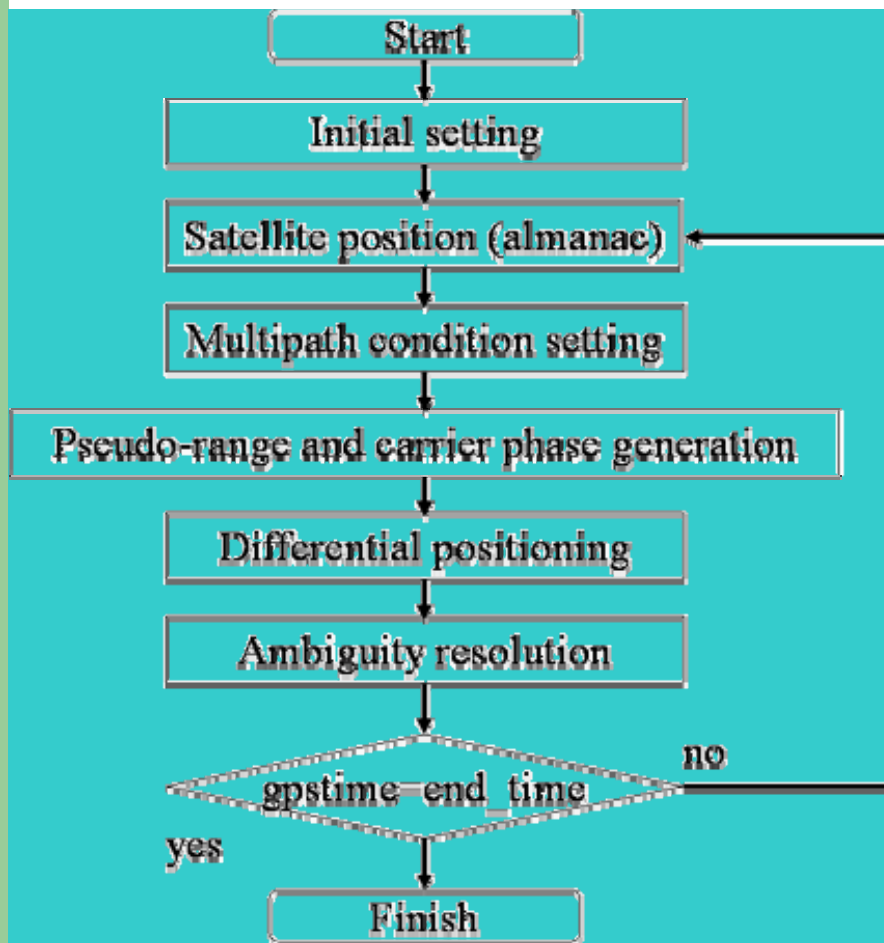 Start
Initial setting
Satellite position (almanac)
Multipath condition setting
Pseudo-range and carrier phase generation
Differential positioning
Ambiguity resolution
no
gpstime=end_time
yes
Finish